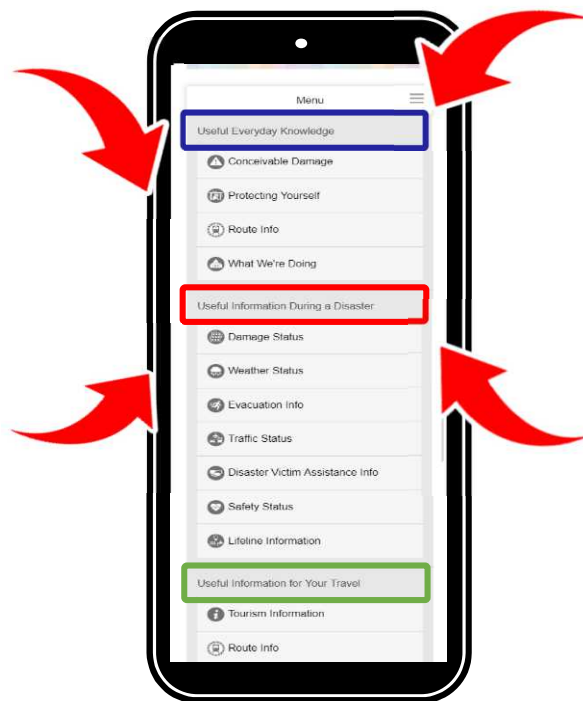 Menu
Useful Everyday Knowledge
Conceivable Damage
Protecting Yourself
Route Info
What We're Doing
Useful Information During a Disaster
Damage Status
Weather Status
Evacuation Info
Traffic Status
Disaster Victim Assistance Info
Safety Status
Lifeline Information
Useful Information for Your Travel
Tourism Information
Route Info